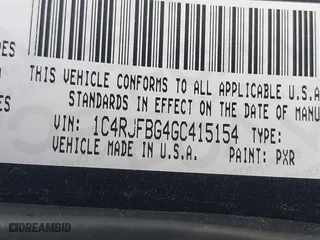 THIS VEHICLE CONFORMS TO ALL APPLICABLE U.S.A
STANDARDS IN EFFECT ON THE DATE OF MANU
VIN: 1C4RJFBG4GC415154 TYPE:
VEHICLE MADE IN U.S.A. PAINT: PXR
DREAMBID